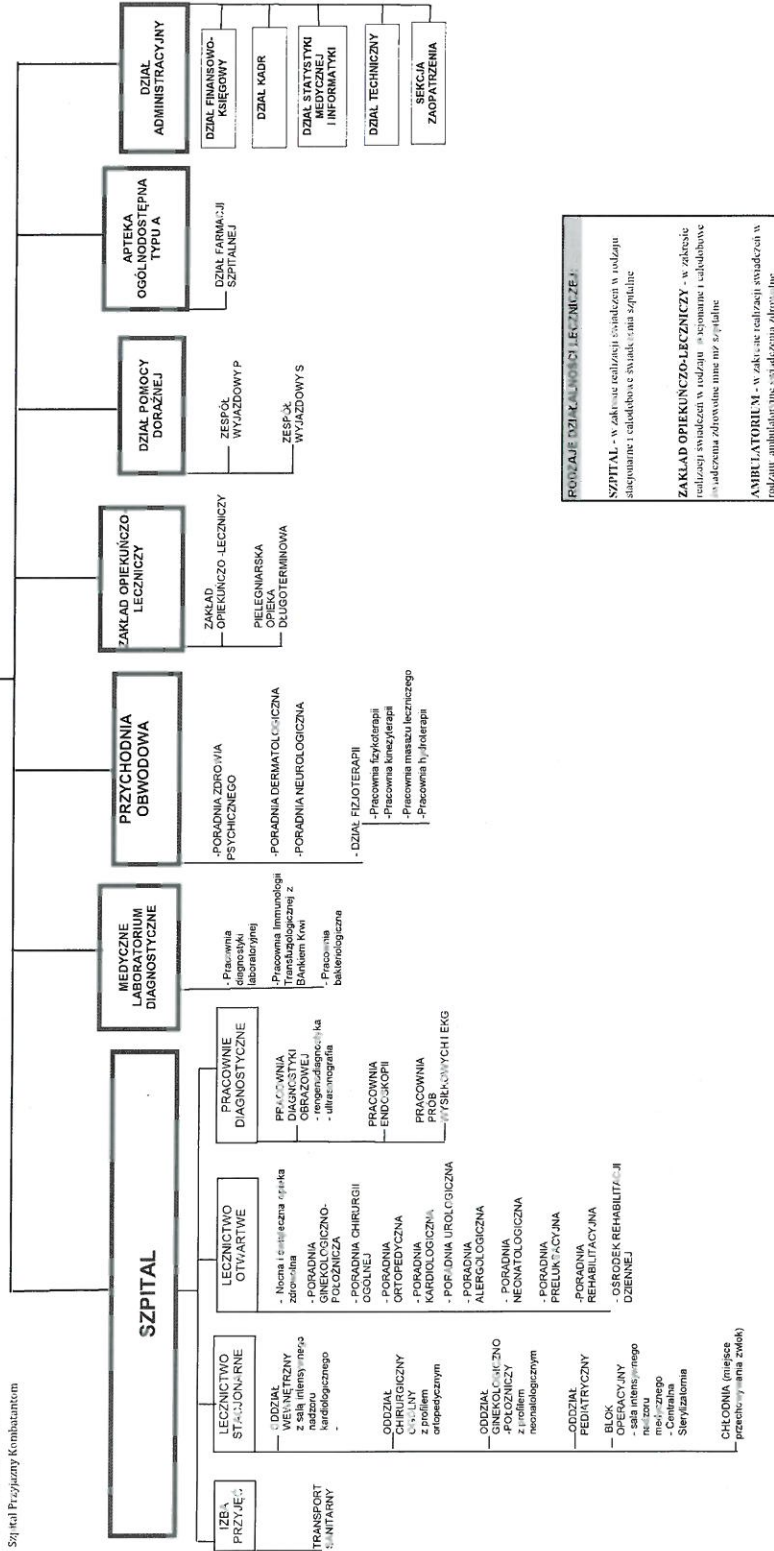 Szpital Przyjazny Kombatantom
SZPITAL
IZBA
PRZYJĘĆ
TRANSPORT
SANITARNY
LECZNICTWO
STACJONARNE
ODDZIAŁ
WEWNĘTRZNY
z salą intensywnego
nadzoru
kardiologicznego
-
ODDZIAŁ
CHIRURGICZNY
OGÓLNY
z profilem
ortopedycznym
ODDZIAŁ
GINEKOLOGICZNO
-POŁOŻNICZY
z profilem
neonatologicznym
ODDZIAŁ
PEDIATRYCZNY
BLOK
OPERACYJNY
- sala intensywnego
nadzoru
medycznego
- Centralna
Sterylizatornia
CHŁODNIA (miejsce
przechowywania zwłok)
LECZNICTWO
OTWARTWE
- Nocna i świąteczna opieka
zdrowotna
- PORADNIA
GINEKOLOGICZNO-
POŁOŻNICZA
- PORADNIA CHIRURGII
OGÓLNEJ
- PORADNIA
ORTOPEDYCZNA
- PORADNIA
KARDIOLOGICZNA
- PORADNIA UROLOGICZNA
- PORADNIA
ALERGOLOGICZNA
- PORADNIA
NEONATOLOGICZNA
- PORADNIA
PRELUKSACYJNA
-PORADNIA
REHABILITACYJNA
- OŚRODEK REHABILITACJI
DZIENNEJ
PRACOWNIE
DIAGNOSTYCZNE
PRACOWNIA
DIAGNOSTYKI
OBRAZOWEJ
- rengenodiagnostyka
- ultrasonografia
PRACOWNIA
ENDOSKOPII
PRACOWNIA
PRÓB
WYSIŁKOWYCH I EKG
MEDYCZNE
LABORATORIUM
DIAGNOSTYCZNE
- Pracownia
diagnostyki
laboratoryjnej
-Pracownia Immunologii
Transfuzjologicznej z
BAnkiem Krwi
- Pracownia
bakteriologiczna
PRZYCHODNIA
OBWODOWA
-PORADNIA ZDROWIA
PSYCHICZNEGO
-PORADNIA DERMATOLOGICZNA
-PORADNIA NEUROLOGICZNA
- DZIAŁ FIZJOTERAPII
-Pracownia fizykoterapii
-Pracownia kinezyterapii
-Pracownia masażu leczniczego
-Pracownia hydroterapii
ZAKŁAD OPIEKUŃCZO-
LECZNICZY
ZAKŁAD
OPIEKUŃCZO -LECZNICZY
PIELEGNIARSKA
OPIEKA
DŁUGOTERMINOWA
DZIAŁ POMOCY
DORAŹNEJ
ZESPÓŁ
WYJAZDOWY P
ZESPÓŁ
WYJAZDOWY S
APTEKA
OGÓLNODOSTĘPNA
TYPU A
DZIAŁ FARMACJI
SZPITALNEJ
DZIAŁ
ADMINISTRACYJNY
DZIAŁ FINANSOWO-
KSIĘGOWY
DZIAŁ KADR
DZIAŁ STATYSTYKI
MEDYCZNEJ
I INFORMATYKI
DZIAŁ TECHNICZNY
SEKCJA
ZAOPATRZENIA
RODZAJE DZIAŁALNOŚCI LECZNICZEJ:
SZPITAL - w zakresie realizacji świadczeń w rodzaju
stacjonarne i całodobowe świadczenia szpitalne
ZAKŁAD OPIEKUŃCZO-LECZNICZY - w zakresie
realizacji świadczeń w rodzaju stacjonarne i całodobowe
świadczenia zdrowotne inne niż szpitalne
AMBULATORIUM - w zakresie realizacji świadczeń w
rodzaju ambulatoryjne świadczenia zdrowotne